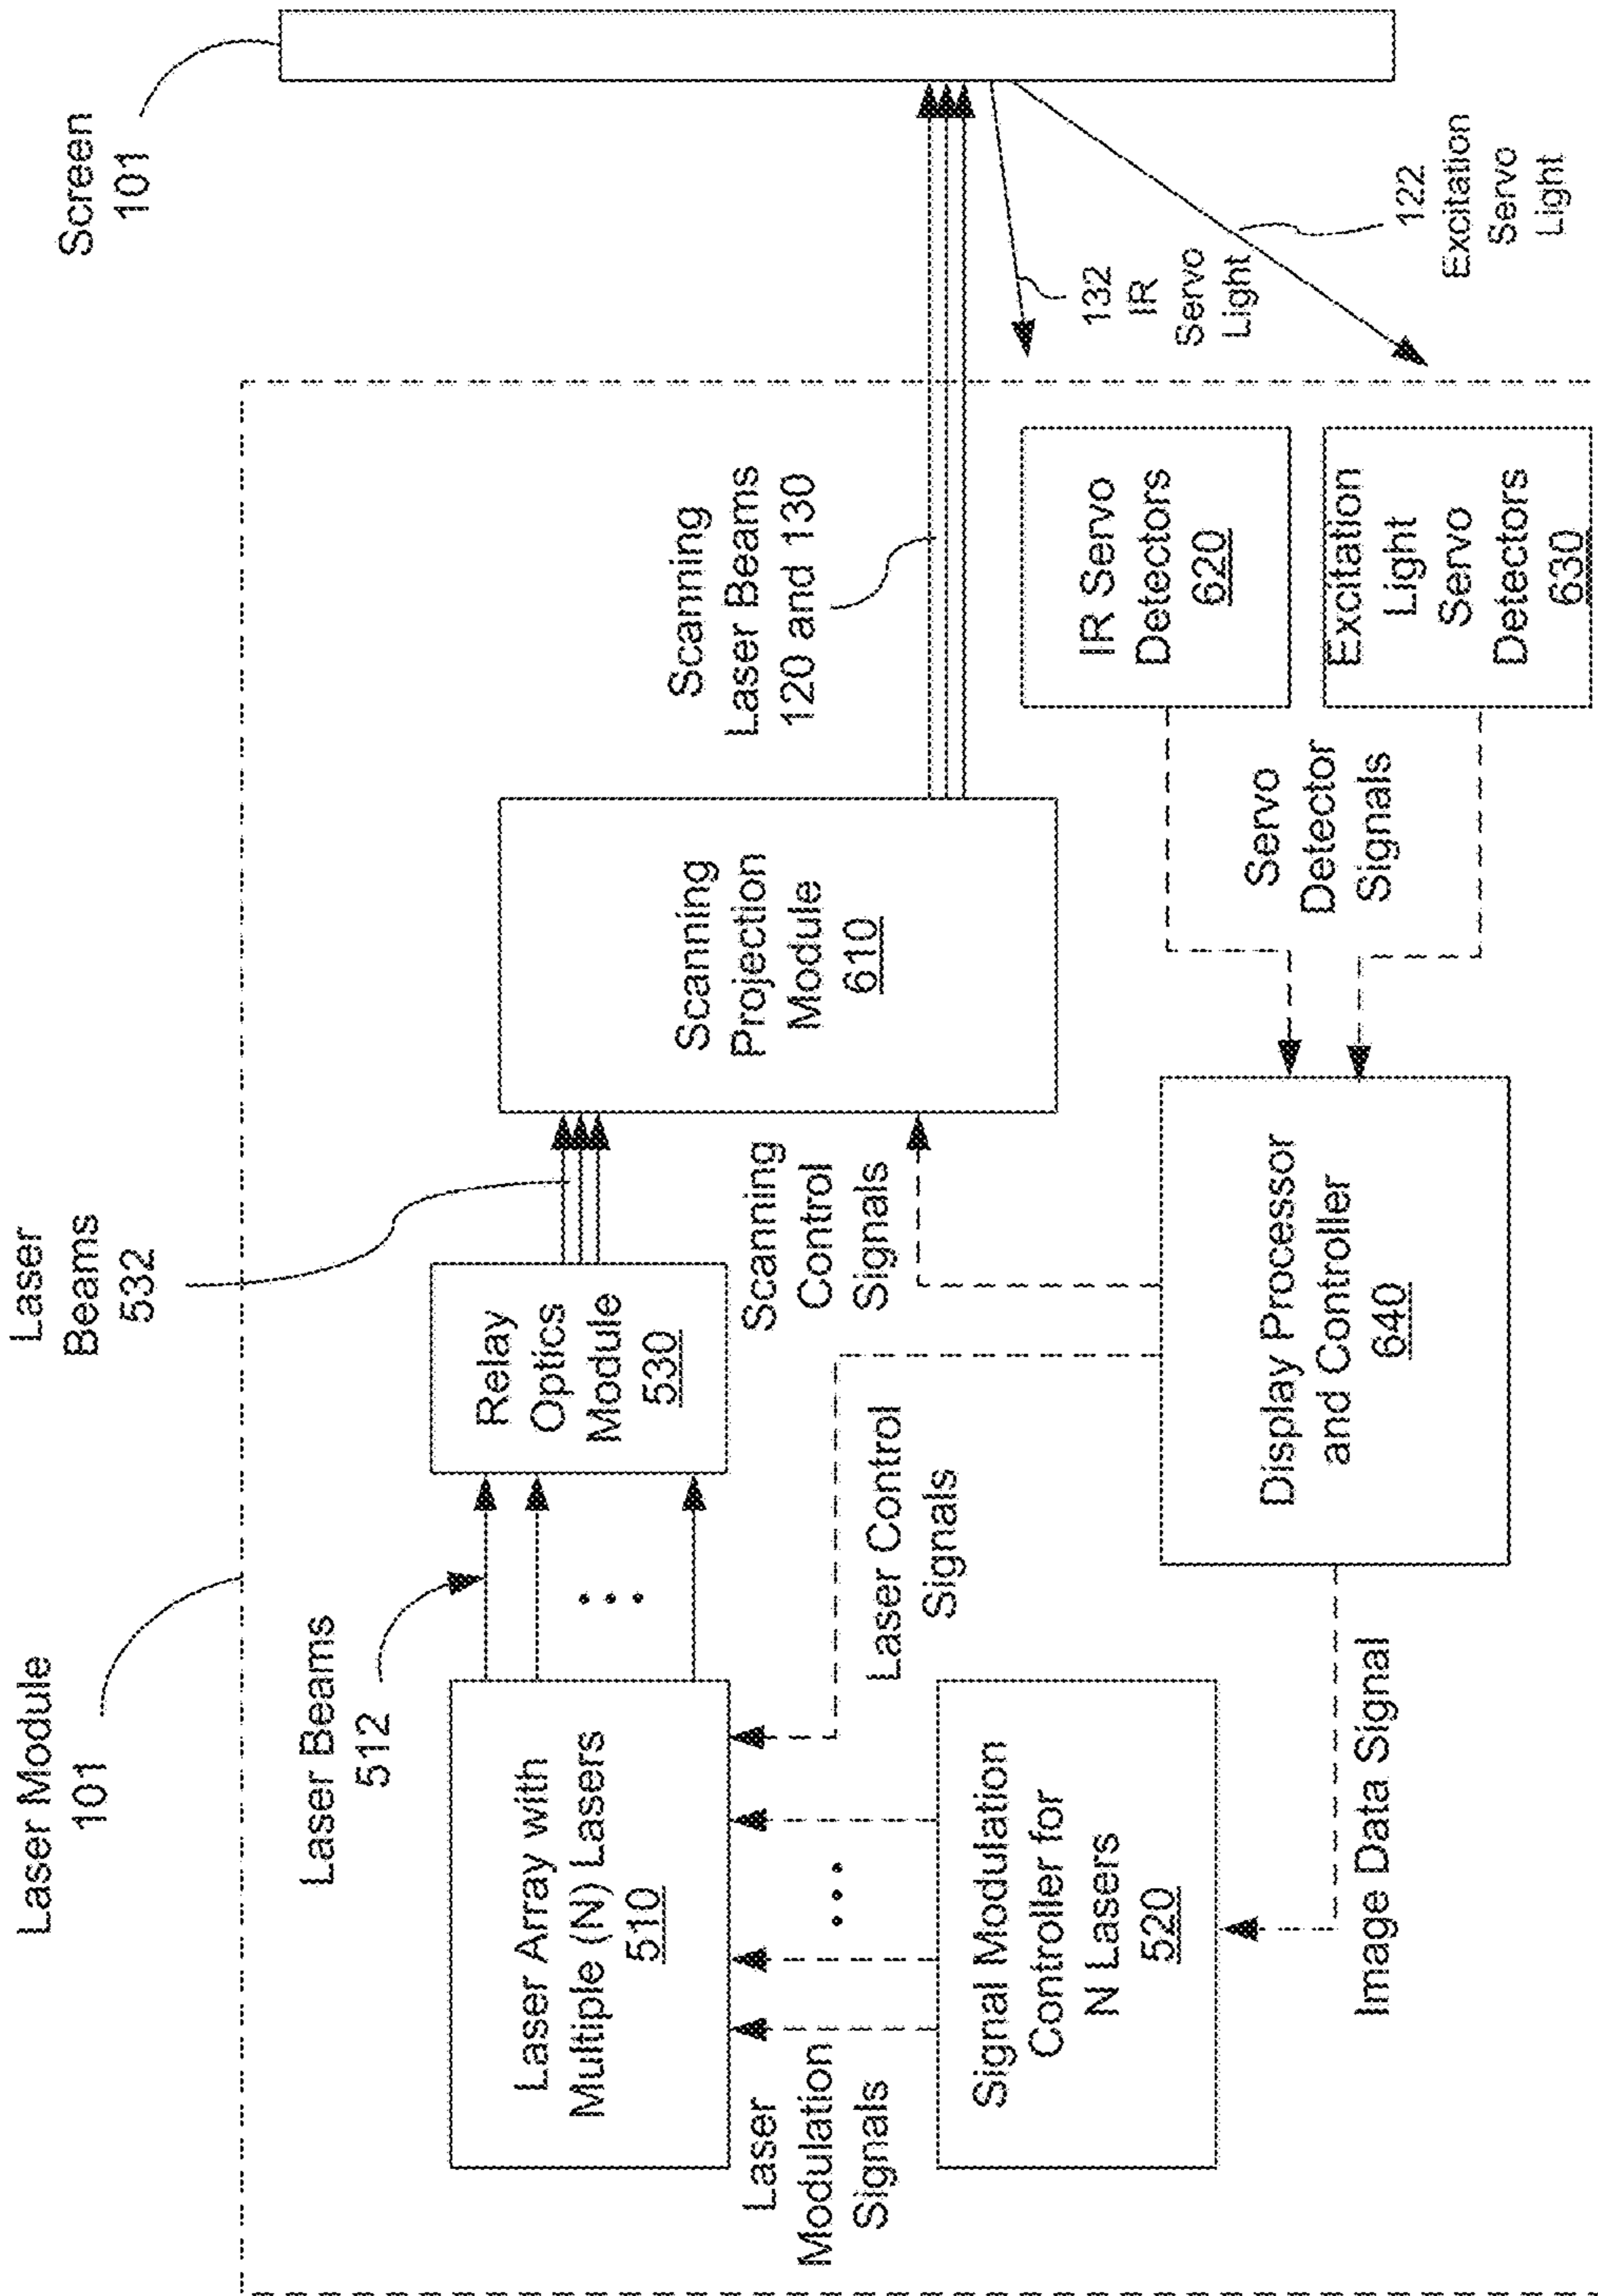 Laser Module
101
Laser
Beams
532
Screen
101
Laser Beams
512
Laser Array with
Multiple (N) Lasers
510
Relay
Optics
Module
530
Scanning
Projection
Module
610
Scanning
Laser Beams
120 and 130
Laser
Modulation
Signals
Laser Control
Signals
Scanning
Control
Signals
Signal Modulation
Controller for
N Lasers
520
Image Data Signal
Display Processor
and Controller
640
Servo
Detector
Signals
IR Servo
Detectors
620
Excitation
Light
Servo
Detectors
630
132
IR
Servo
Light
122
Excitation
Servo
Light